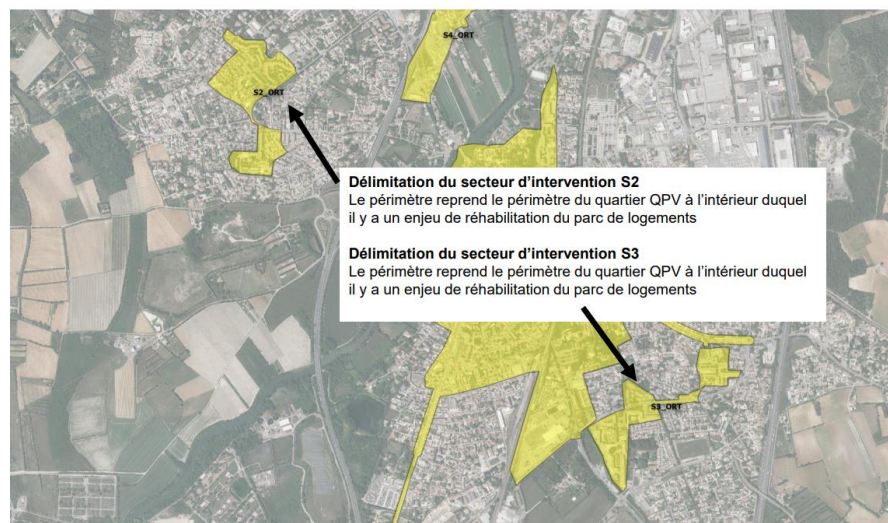 S4_ORT
S2_ORT
Délimitation du secteur d’intervention S2
Le périmètre reprend le périmètre du quartier QPV à l’intérieur duquel
il y a un enjeu de réhabilitation du parc de logements
Délimitation du secteur d’intervention S3
Le périmètre reprend le périmètre du quartier QPV à l’intérieur duquel
il y a un enjeu de réhabilitation du parc de logements
S3_ORT